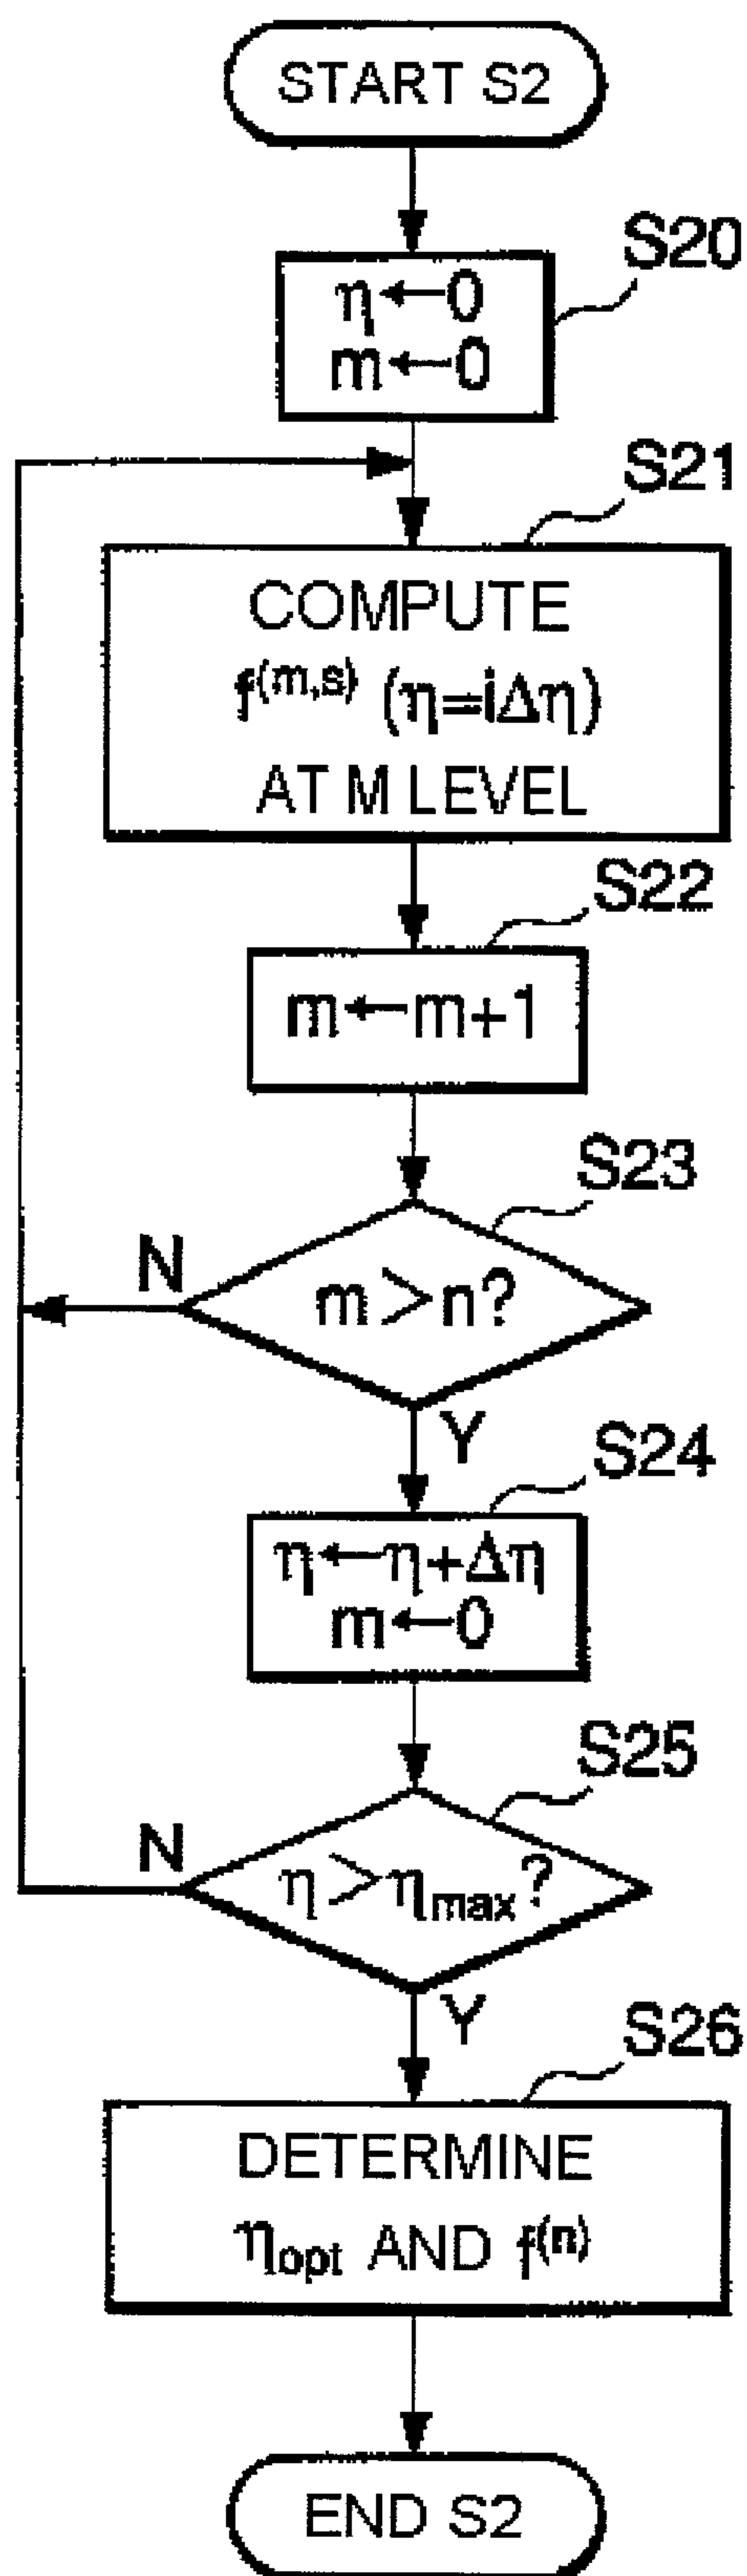 START S2
S20
η←0
m←0
S21
COMPUTE
f(m,s) (η=iΔη)
AT M LEVEL
S22
m←m+1
S23
N
m>n?
Y
S24
η←η+Δη
m←0
S25
N
η>ηmax?
Y
S26
DETERMINE
ηopt AND f(n)
END S2